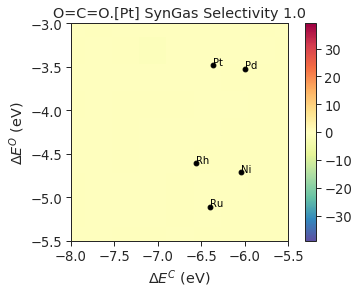 O=C=O.[Pt] SynGas Selectivity 1.0
−3.0
−3.5
−4.0
−4.5
−5.0
−5.5
ΔE^O (eV)
Pt
Pd
Rh
Ni
Ru
−8.0 −7.5 −7.0 −6.5 −6.0 −5.5
ΔE^C (eV)
30
20
10
0
−10
−20
−30